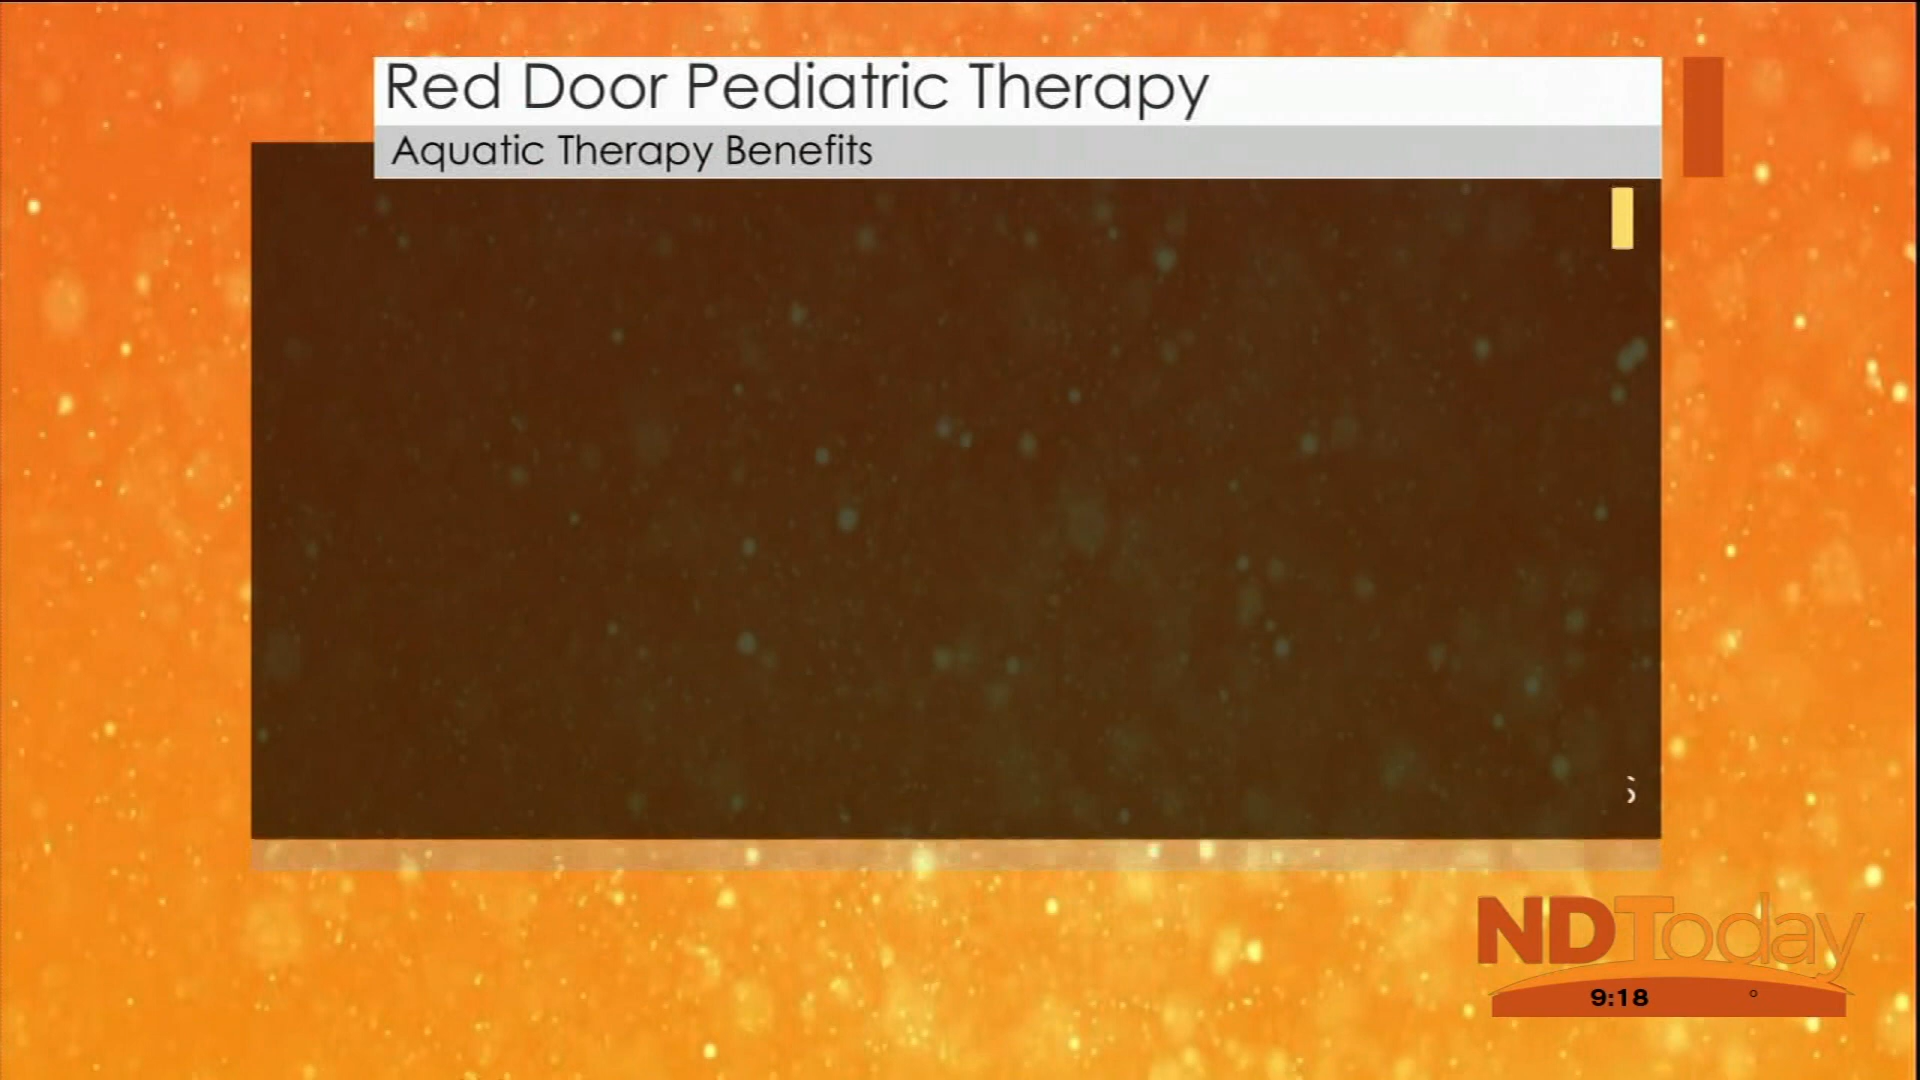 Red Door Pediatric Therapy
Aquatic Therapy Benefits
NDToday
9:18 °